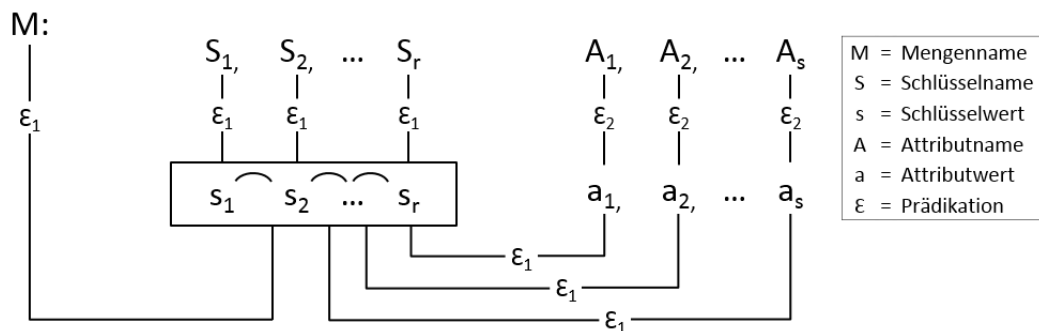 M:
S1, S2, ... Sr A1, A2, ... As
ε1 ε1 ε1 ε1 ε2 ε2 ε2
s1 s2 ... sr a1, a2, ... as
ε1
ε1
ε1
M = Mengenname
S = Schlüsselname
s = Schlüsselwert
A = Attributname
a = Attributwert
ε = Prädikation